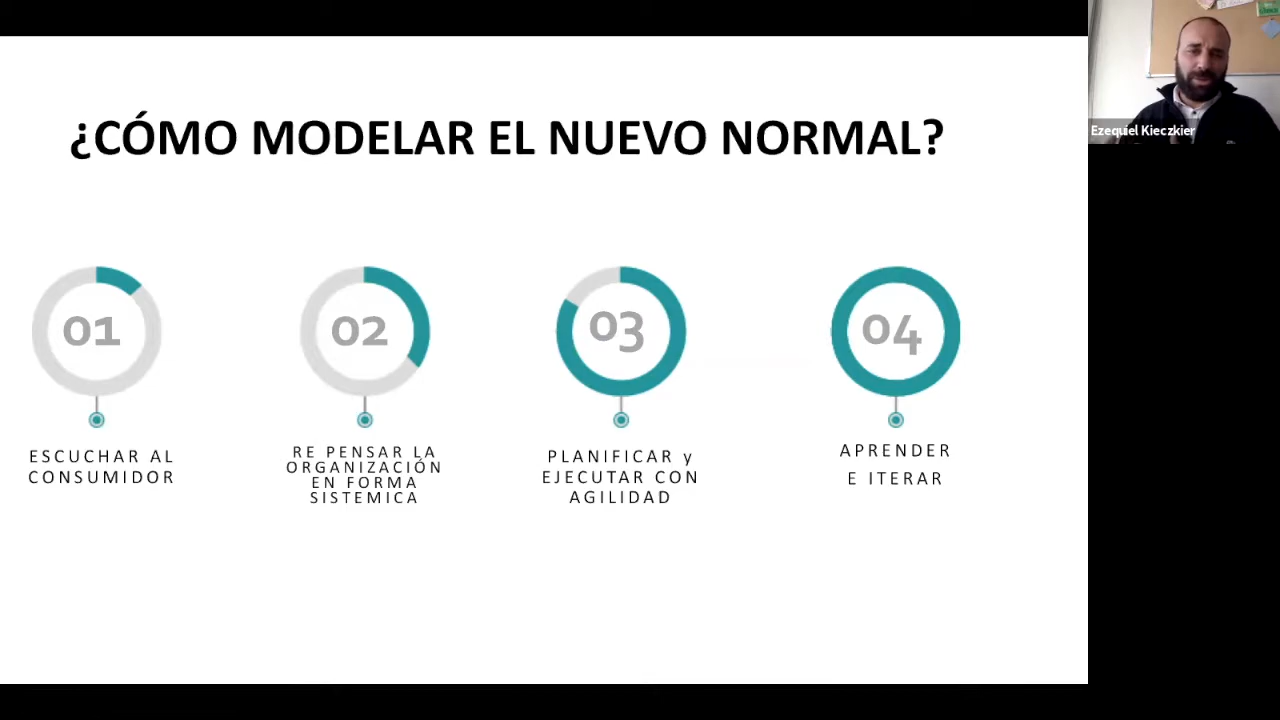 ¿CÓMO MODELAR EL NUEVO NORMAL?
Ezequiel Kieczkier
01
02
03
04
ESCUCHAR AL
CONSUMIDOR
RE PENSAR LA
ORGANIZACIÓN
EN FORMA
SISTEMICA
PLANIFICAR y
EJECUTAR CON
AGILIDAD
APRENDER
E ITERAR